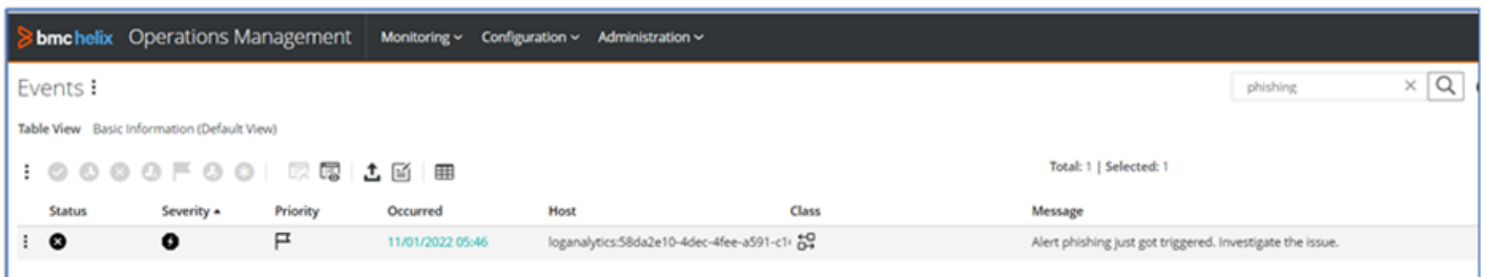 bmc helix Operations Management Monitoring Configuration Administration
Events
phishing
Table View Basic Information (Default View)
Total: 1 | Selected: 1
Status Severity Priority Occurred Host Class Message
11/01/2022 05:46 loganalytics:58da2e10-4dec-4fee-a591-c1 Alert phishing just got triggered. Investigate the issue.